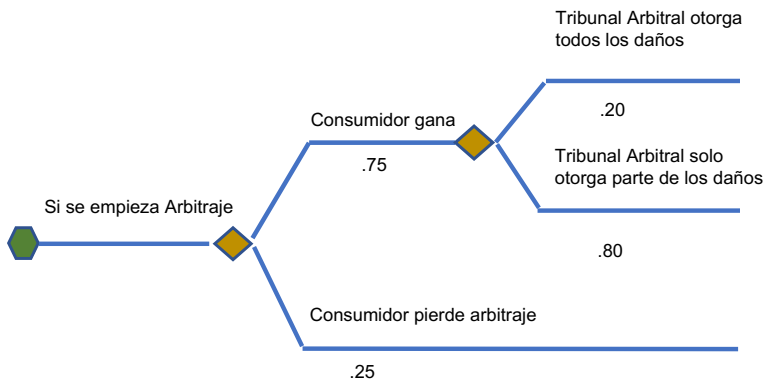 Tribunal Arbitral otorga
todos los daños
.20
Consumidor gana
.75
Tribunal Arbitral solo
otorga parte de los daños
.80
Si se empieza Arbitraje
Consumidor pierde arbitraje
.25